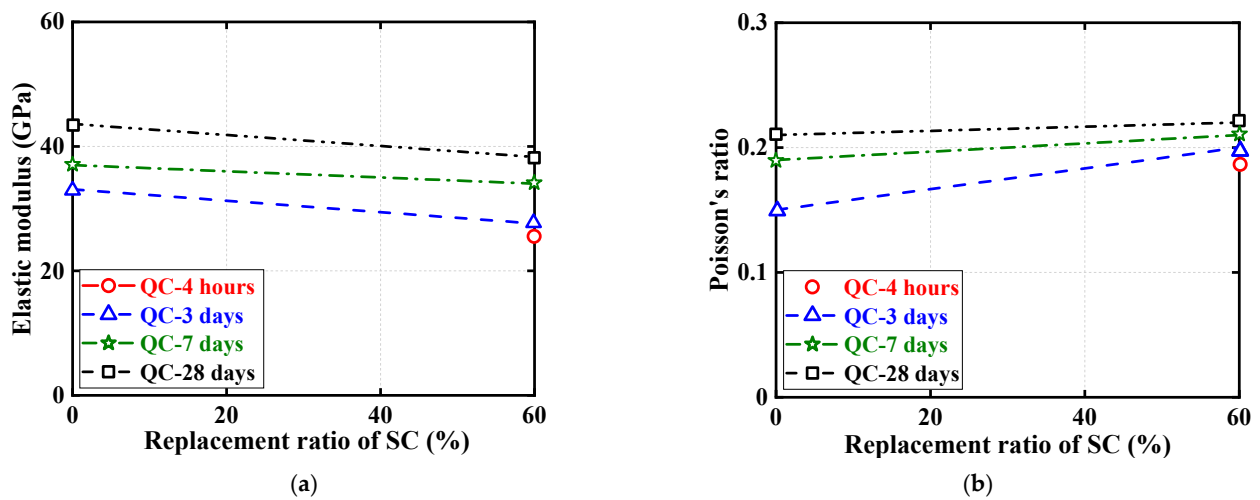 60
40
20
0
Elastic modulus (GPa)
QC-4 hours
QC-3 days
QC-7 days
QC-28 days
0 20 40 60
Replacement ratio of SC (%)
(a)
0.3
0.2
0.1
0.0
Poisson's ratio
QC-4 hours
QC-3 days
QC-7 days
QC-28 days
0 20 40 60
Replacement ratio of SC (%)
(b)